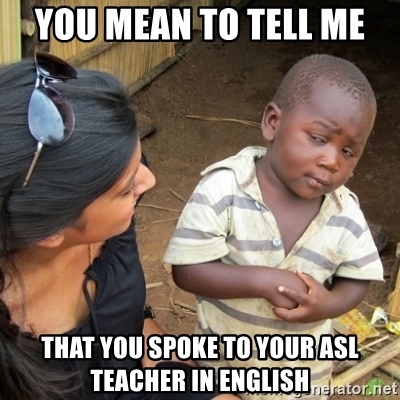 YOU MEAN TO TELL ME
THAT YOU SPOKE TO YOUR ASL
TEACHER IN ENGLISH
generator.net